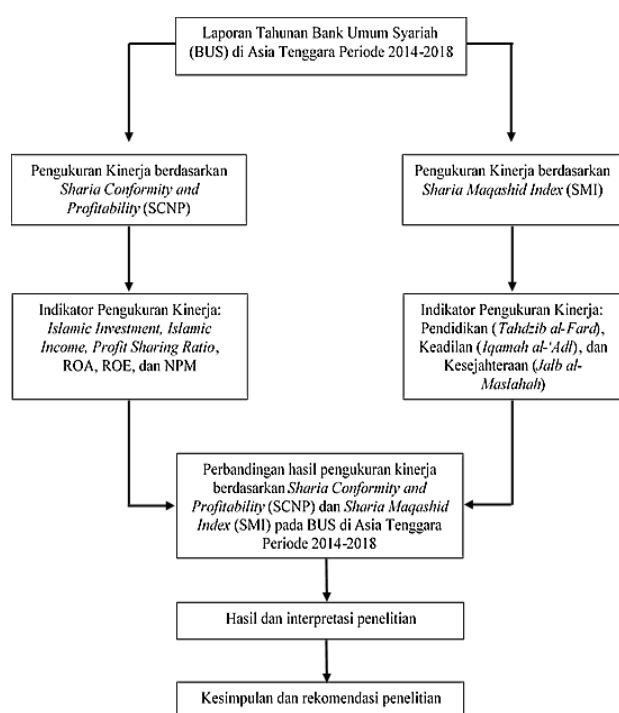 Laporan Tahunan Bank Umum Syariah
(BUS) di Asia Tenggara Periode 2014-2018
Pengukuran Kinerja berdasarkan
Sharia Conformity and
Profitability (SCNP)
Pengukuran Kinerja berdasarkan
Sharia Maqashid Index (SMI)
Indikator Pengukuran Kinerja:
Islamic Investment, Islamic
Income, Profit Sharing Ratio,
ROA, ROE, dan NPM
Indikator Pengukuran Kinerja:
Pendidikan (Tahdzib al-Fard),
Keadilan (Iqamah al-‘Adl), dan
Kesejahteraan (Jalb al-
Maslahah)
Perbandingan hasil pengukuran kinerja
berdasarkan Sharia Conformity and
Profitability (SCNP) dan Sharia Maqashid
Index (SMI) pada BUS di Asia Tenggara
Periode 2014-2018
Hasil dan interpretasi penelitian
Kesimpulan dan rekomendasi penelitian